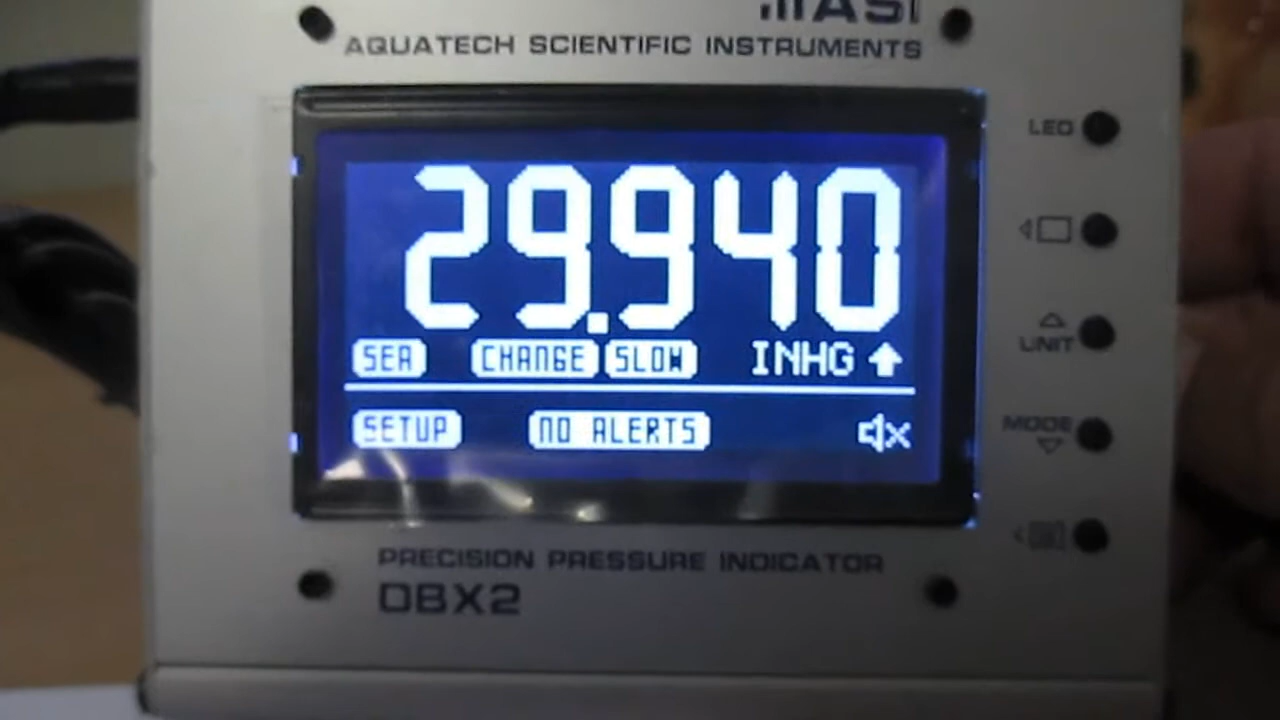 AQUATECH SCIENTIFIC INSTRUMENTS
LED
29.940
UNIT
SEA CHANGE SLOW INHG
MODE
SETUP NO ALERTS
PRECISION PRESSURE INDICATOR
DBX2